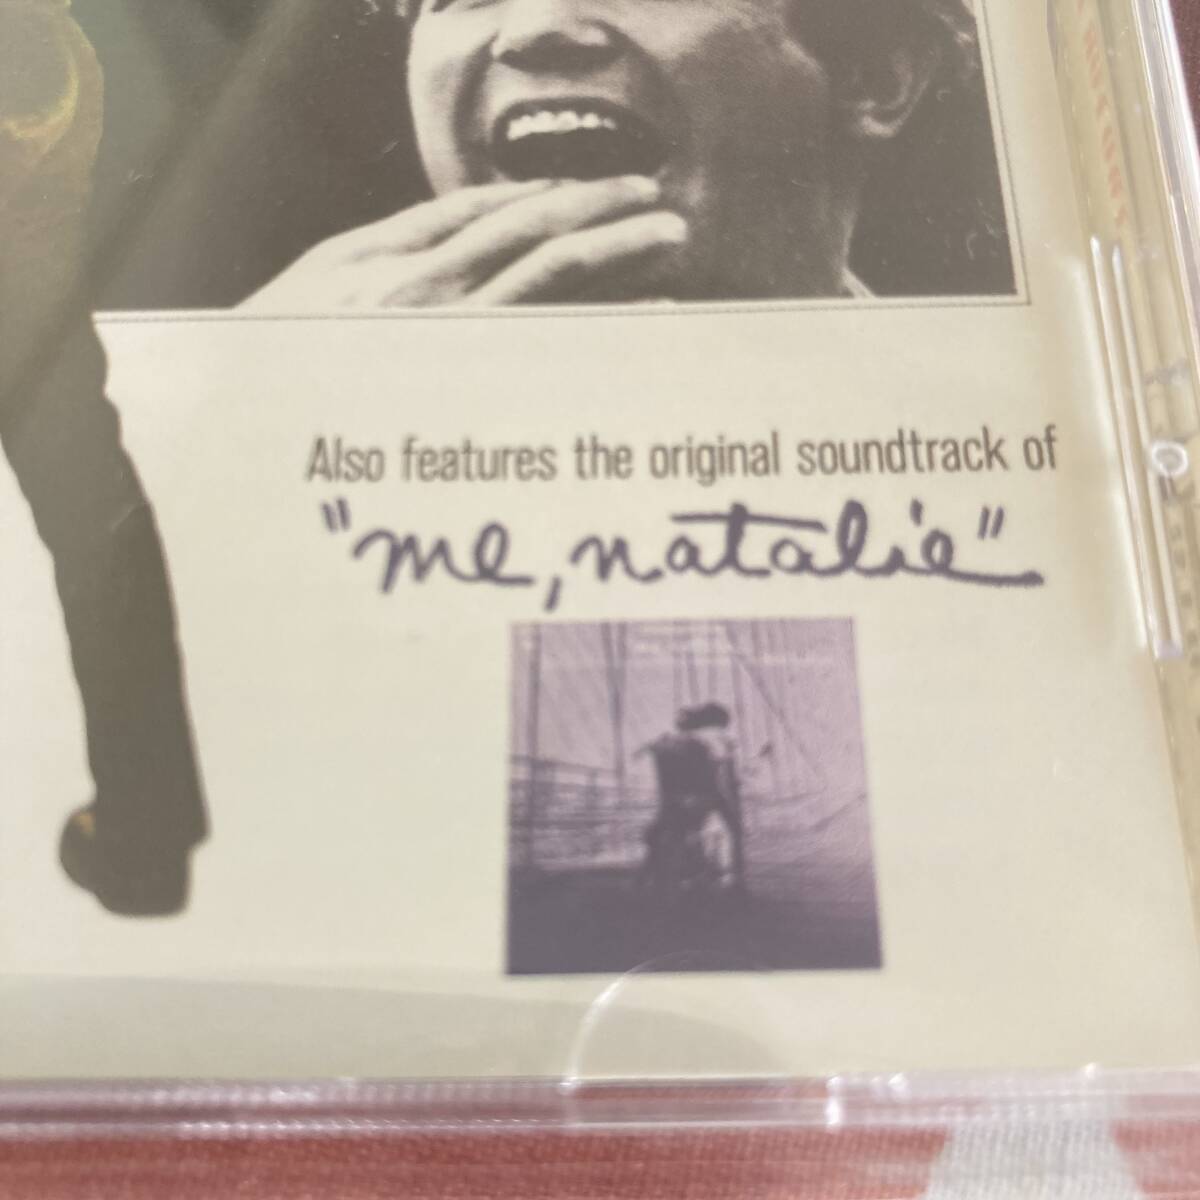 Also features the original soundtrack of
"me, natalie"